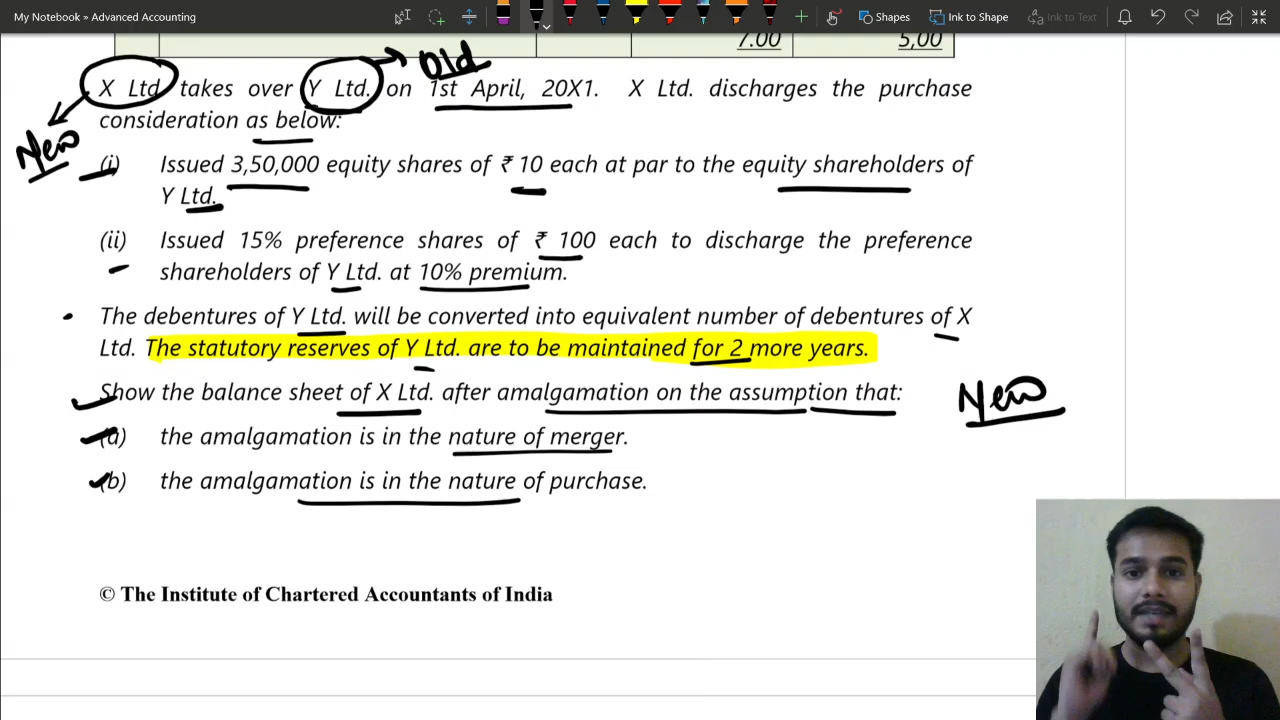 My Notebook » Advanced Accounting
Shapes
Ink to Shape
Ink to Text
7.00 5,00
Old
X Ltd takes over Y Ltd. on 1st April, 20X1. X Ltd. discharges the purchase
consideration as below:
New
(i) Issued 3,50,000 equity shares of ₹ 10 each at par to the equity shareholders of
Y Ltd.
(ii) Issued 15% preference shares of ₹ 100 each to discharge the preference
shareholders of Y Ltd. at 10% premium.
The debentures of Y Ltd. will be converted into equivalent number of debentures of X
Ltd. The statutory reserves of Y Ltd. are to be maintained for 2 more years.
Show the balance sheet of X Ltd. after amalgamation on the assumption that:
New
(a) the amalgamation is in the nature of merger.
(b) the amalgamation is in the nature of purchase.
© The Institute of Chartered Accountants of India